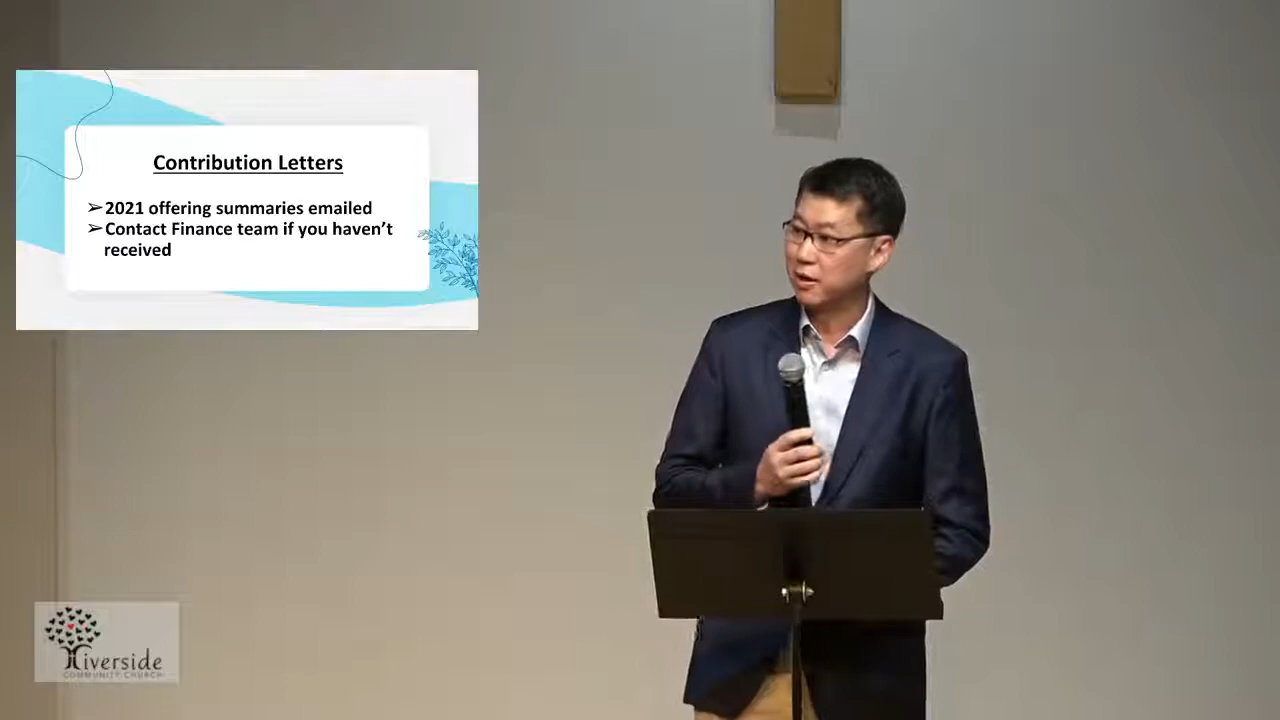 Contribution Letters
➢2021 offering summaries emailed
➢Contact Finance team if you haven’t
received
Riverside
COMMUNITY CHURCH